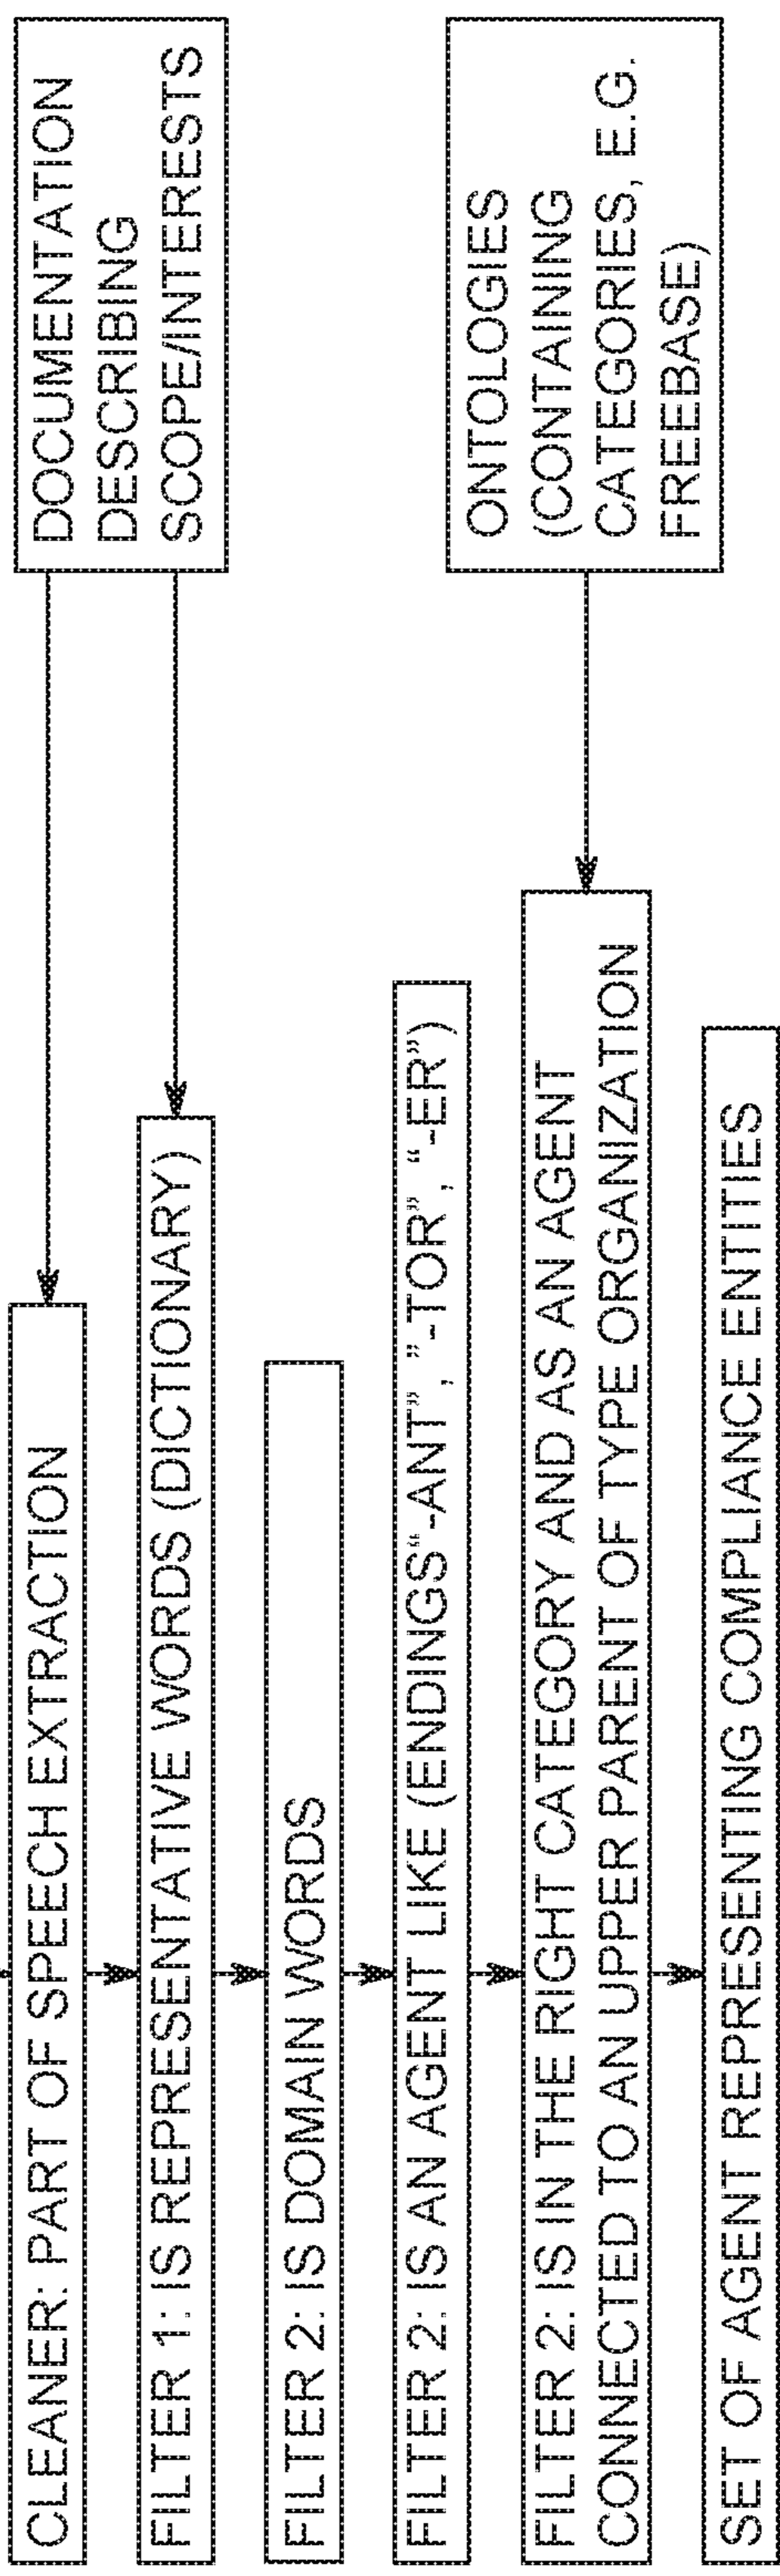 CLEANER: PART OF SPEECH EXTRACTION
FILTER 1: IS REPRESENTATIVE WORDS (DICTIONARY)
FILTER 2: IS DOMAIN WORDS
FILTER 2: IS AN AGENT LIKE (ENDINGS“-ANT”, ”-TOR”, “-ER”)
FILTER 2: IS IN THE RIGHT CATEGORY AND AS AN AGENT
CONNECTED TO AN UPPER PARENT OF TYPE ORGANIZATION
SET OF AGENT REPRESENTING COMPLIANCE ENTITIES
DOCUMENTATION
DESCRIBING
SCOPE/INTERESTS
ONTOLOGIES
(CONTAINING
CATEGORIES, E.G.
FREEBASE)